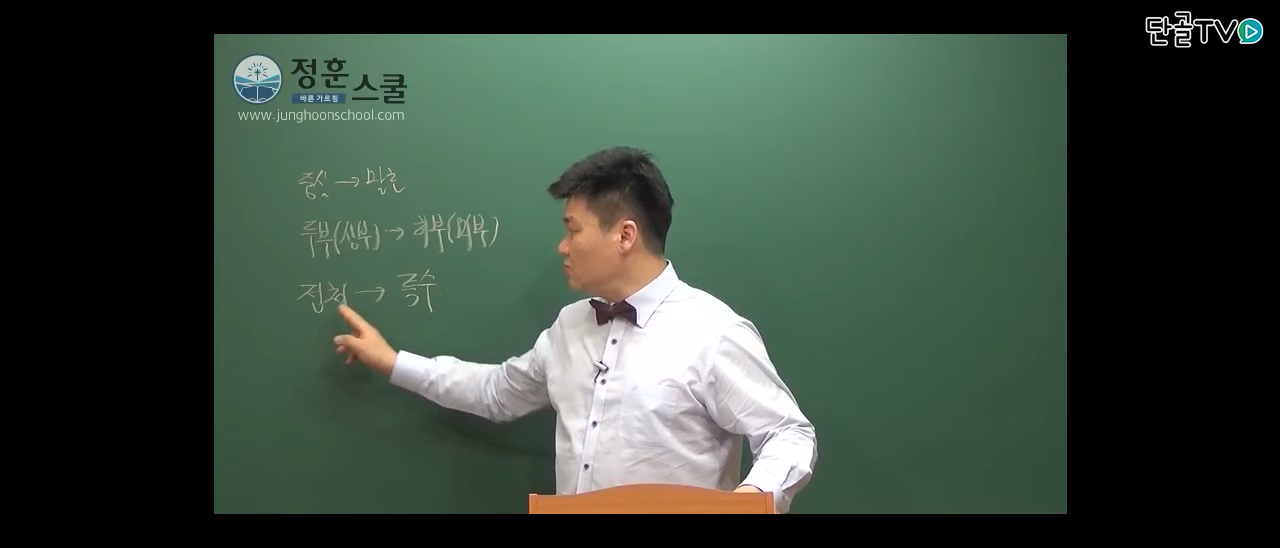 단골TV
정훈
스쿨
바른 가르침
www.junghoonschool.com
중심 → 말초
두부(상부) → 하부(미부)
전체 → 특수